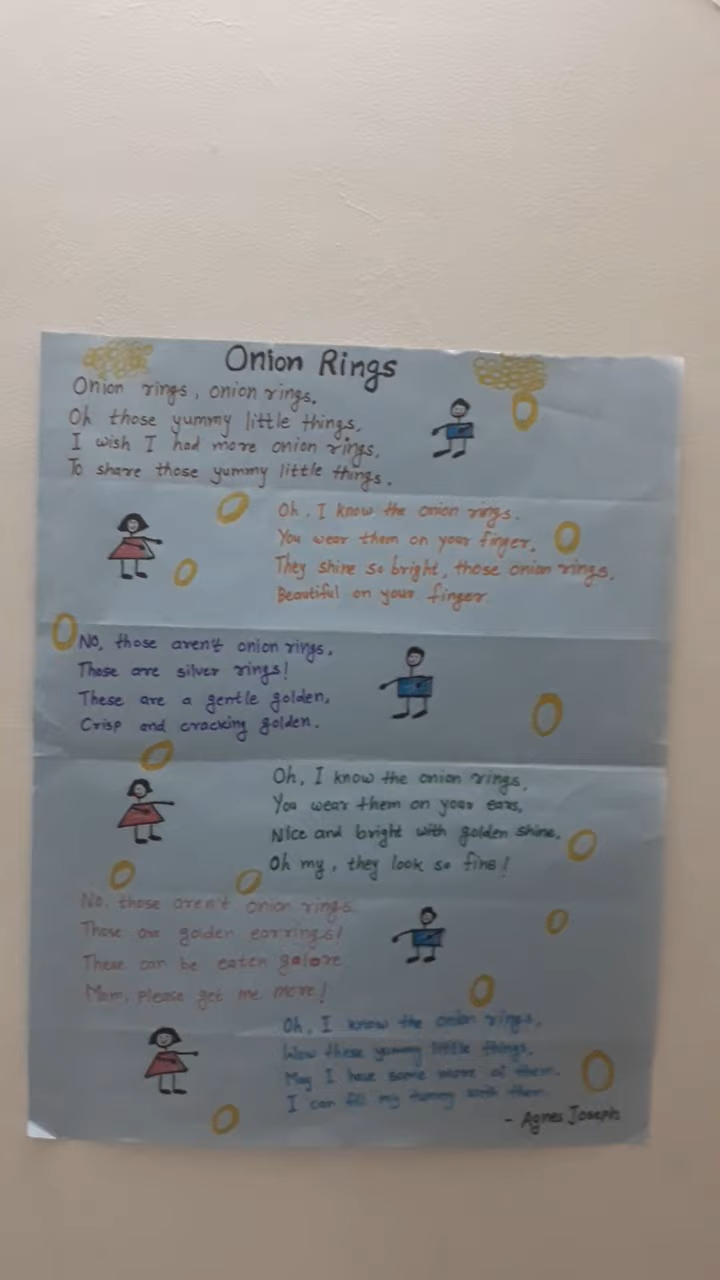 Onion Rings
Onion rings, onion rings,
Oh those yummy little things,
I wish I had more onion rings,
To share those yummy little things.
Oh, I know the onion rings.
You wear them on your finger,
They shine so bright, those onion rings,
Beautiful on your finger
No, those aren't onion rings,
Those are silver rings!
These are a gentle golden,
Crisp and cracking golden.
Oh, I know the onion rings,
You wear them on your ears,
Nice and bright with golden shine,
Oh my, they look so fine!
No, those aren't onion rings
Those are golden earrings!
These can be eaten galore
Mom, please get me more!
Oh, I know the onion rings,
Wow these yummy little things,
May I have some more of them.
I can fill my tummy with them
- Agnes Joseph